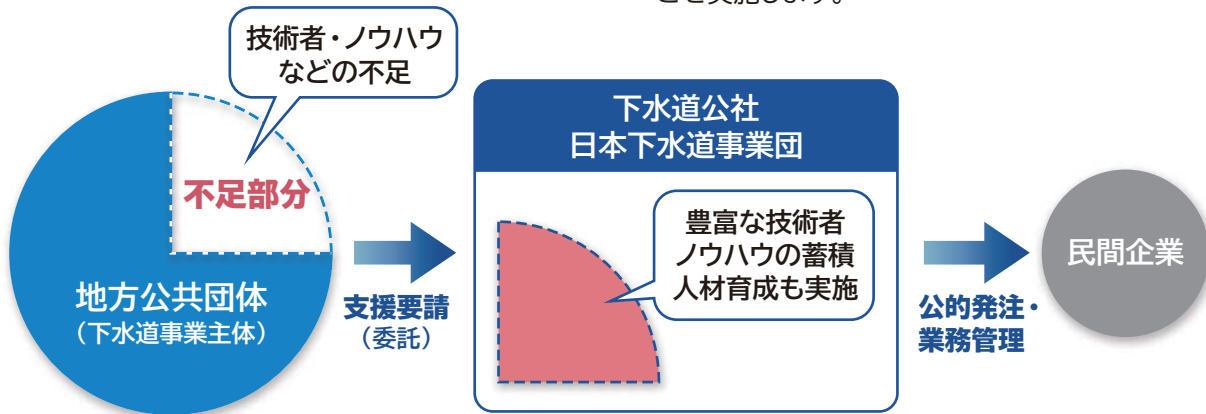 技術者・ノウハウ
などの不足
不足部分
地方公共団体
（下水道事業主体）
支援要請
（委託）
下水道公社
日本下水道事業団
豊富な技術者
ノウハウの蓄積
人材育成も実施
公的発注・
業務管理
民間企業